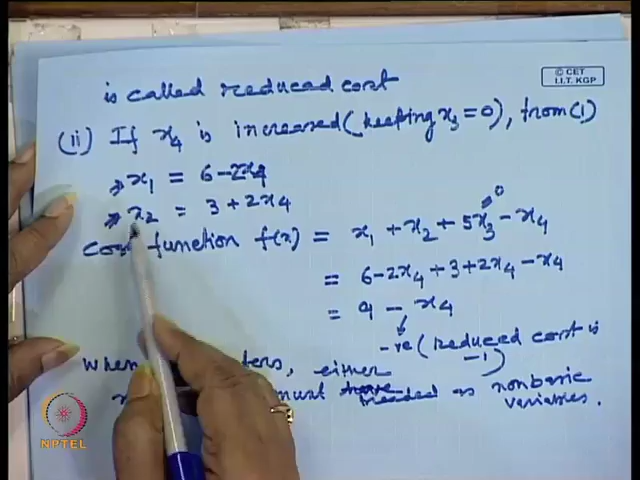 © CET
I.I.T. KGP
is called reduced cost
(ii) If x₄ is increased (keeping x₃ = 0), from (1)
→ x₁ = 6 - 2x₄
→ x₂ = 3 + 2x₄
cost function f(x) = x₁ + x₂ + 5x₃ - x₄
0
= 6 - 2x₄ + 3 + 2x₄ - x₄
= 9 - x₄
-ve (reduced cost is
-1)
When, either
must treaded as nonbasic
variables.
NPTEL